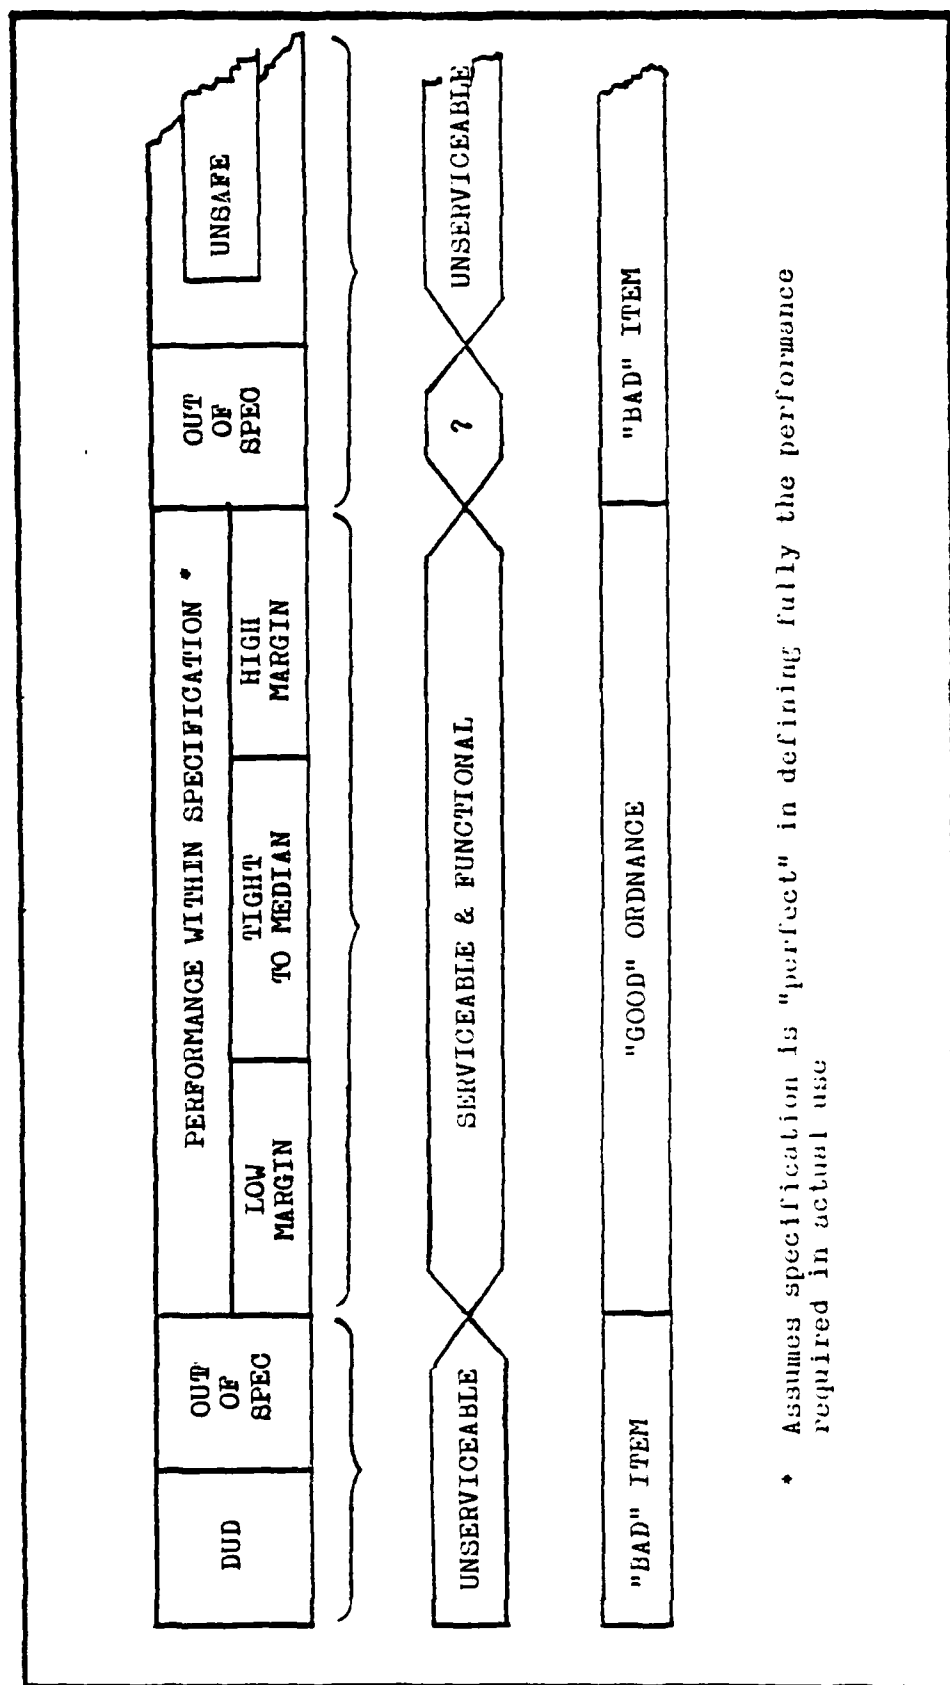 DUD
OUT
OF
SPEC
PERFORMANCE WITHIN SPECIFICATION *
LOW
MARGIN
TIGHT
TO MEDIAN
HIGH
MARGIN
OUT
OF
SPEC
UNSAFE
UNSERVICEABLE
SERVICEABLE & FUNCTIONAL
?
UNSERVICEABLE
"BAD" ITEM
"GOOD" ORDNANCE
"BAD" ITEM
* Assumes specification is "perfect" in defining fully the performance
required in actual use